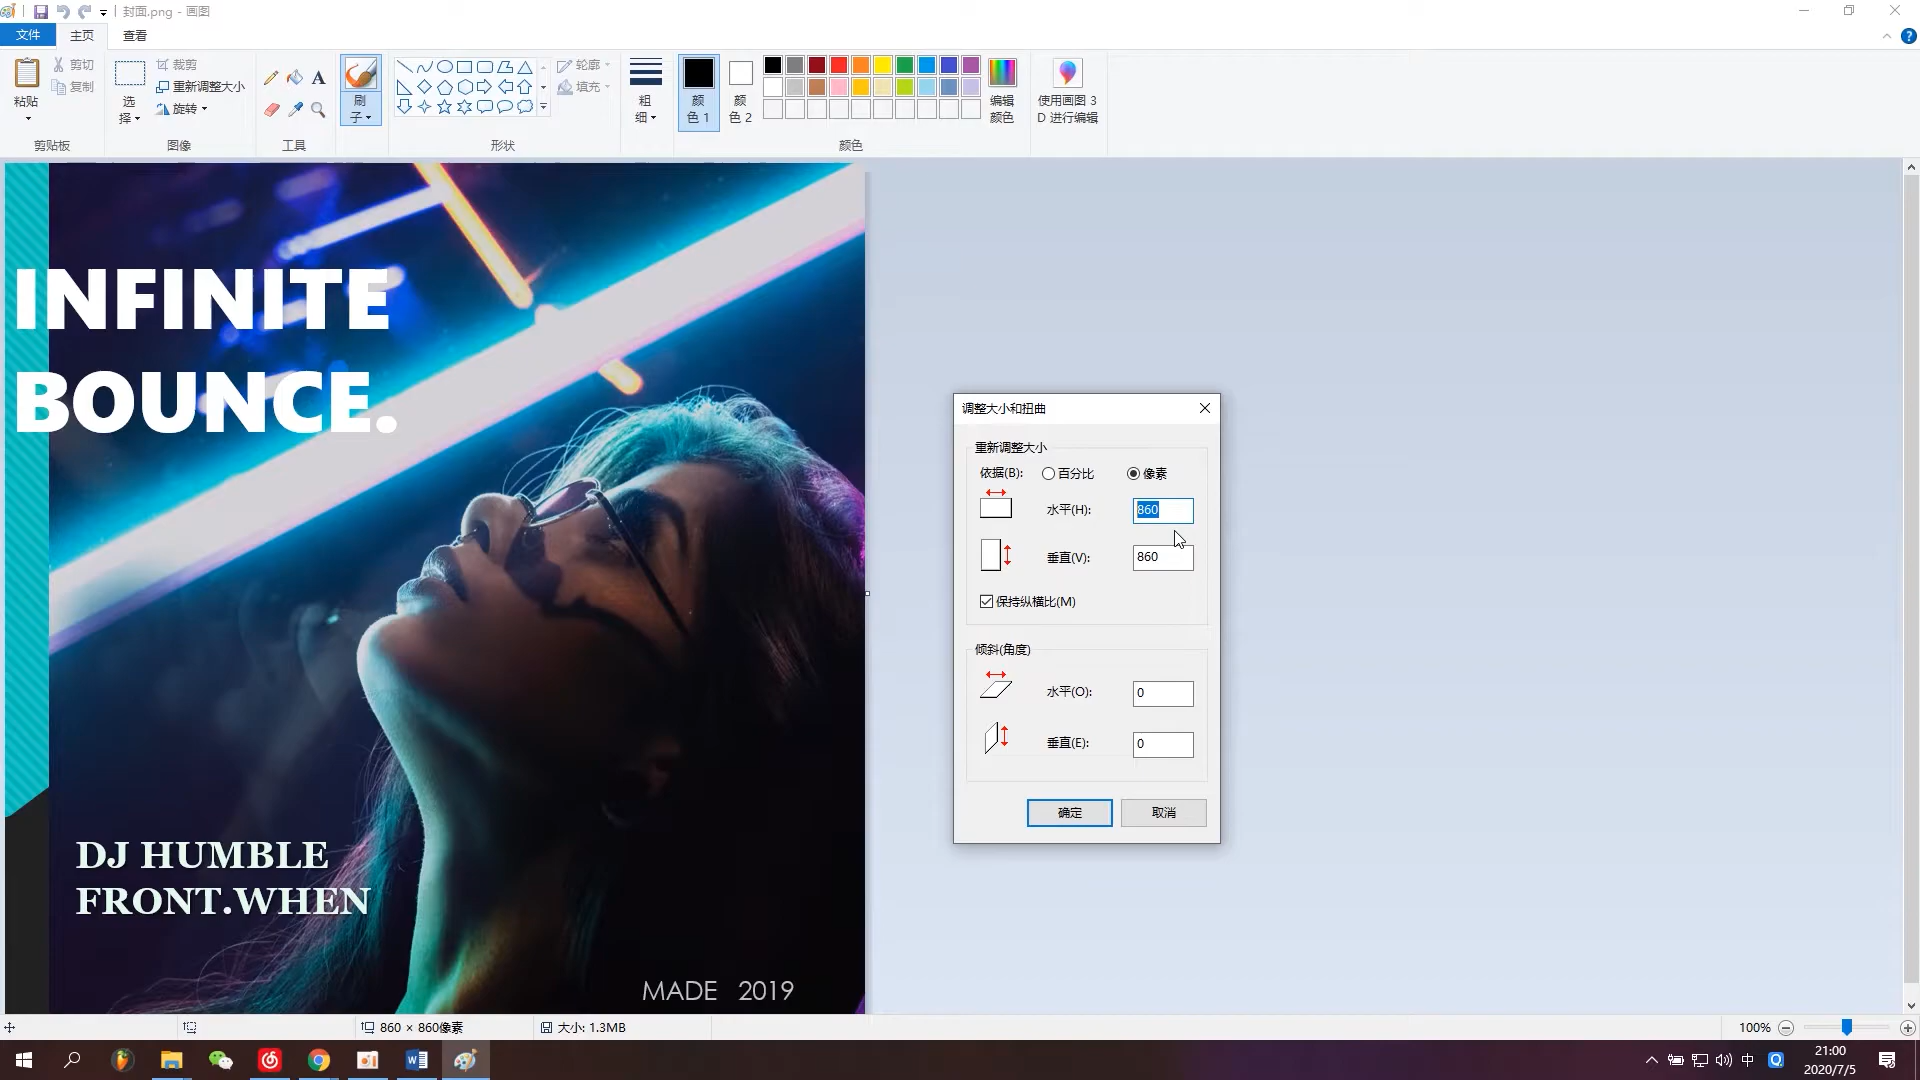 封面.png - 画图
文件 主页 查看
粘贴
剪切
复制
剪贴板
选
择
裁剪
重新调整大小
旋转
图像
A
工具
刷
子
轮廓
填充
形状
粗
细
颜
色 1
颜
色 2
编辑
颜色
颜色
使用画图 3
D 进行编辑
INFINITE
BOUNCE.
DJ HUMBLE
FRONT.WHEN
MADE 2019
调整大小和扭曲
重新调整大小
依据(B): 百分比 像素
水平(H): 860
垂直(V): 860
保持纵横比(M)
倾斜(角度)
水平(O): 0
垂直(E): 0
确定 取消
860 × 860像素 大小: 1.3MB 100%
中
21:00
2020/7/5